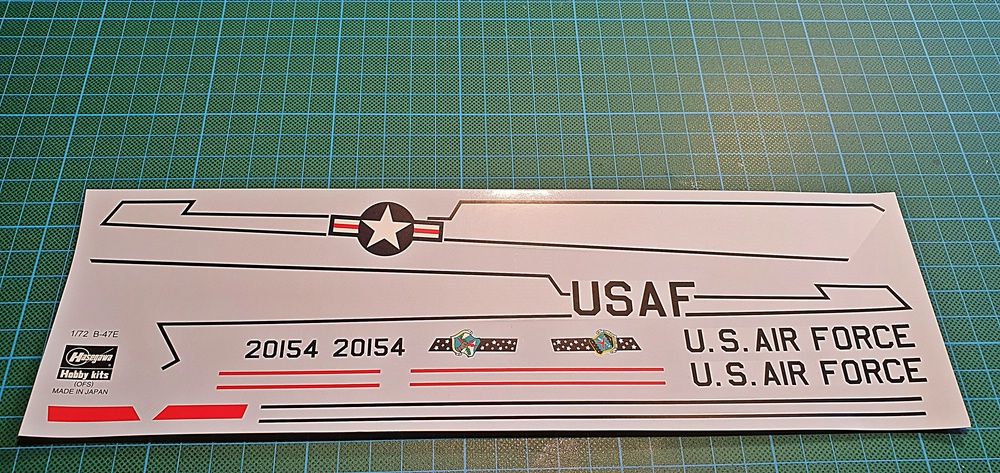 USAF
1/72 B-47E
Hasegawa
Hobby kits
(OFS)
MADE IN JAPAN
20154 20154
U.S. AIR FORCE
U.S. AIR FORCE